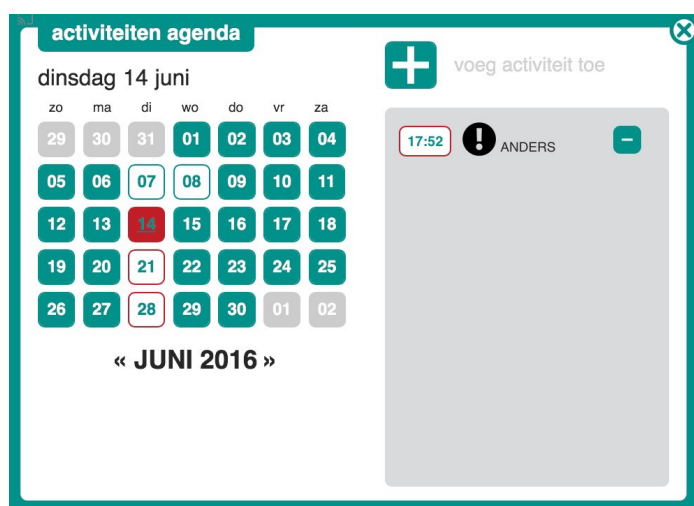 activiteiten agenda
dinsdag 14 juni
zo ma di wo do vr za
29 30 31 01 02 03 04
05 06 07 08 09 10 11
12 13 14 15 16 17 18
19 20 21 22 23 24 25
26 27 28 29 30 01 02
« JUNI 2016 »
voeg activiteit toe
17:52 ANDERS